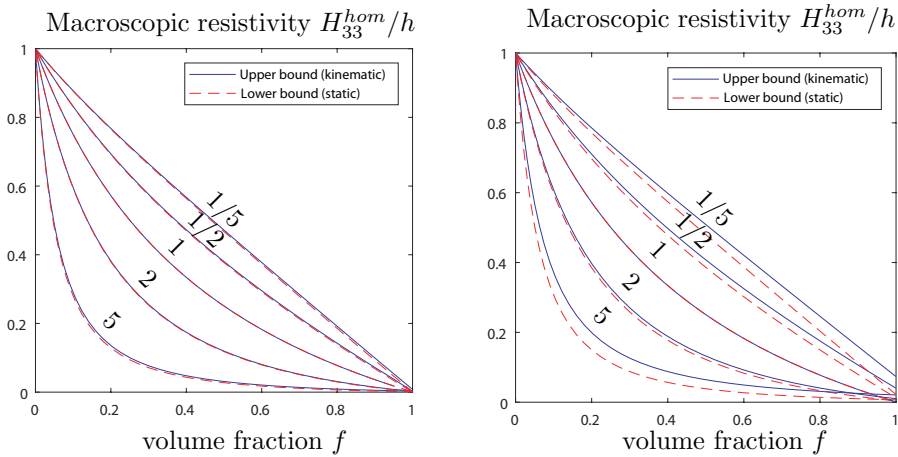 Macroscopic resistivity $H_{33}^{hom}/h$
1
0.8
0.6
0.4
0.2
0
0 0.2 0.4 0.6 0.8 1
Upper bound (kinematic)
Lower bound (static)
1/5
1/2
1
2
5
volume fraction $f$
Macroscopic resistivity $H_{33}^{hom}/h$
1
0.8
0.6
0.4
0.2
0
0 0.2 0.4 0.6 0.8 1
Upper bound (kinematic)
Lower bound (static)
1/5
1/2
1
2
5
volume fraction $f$